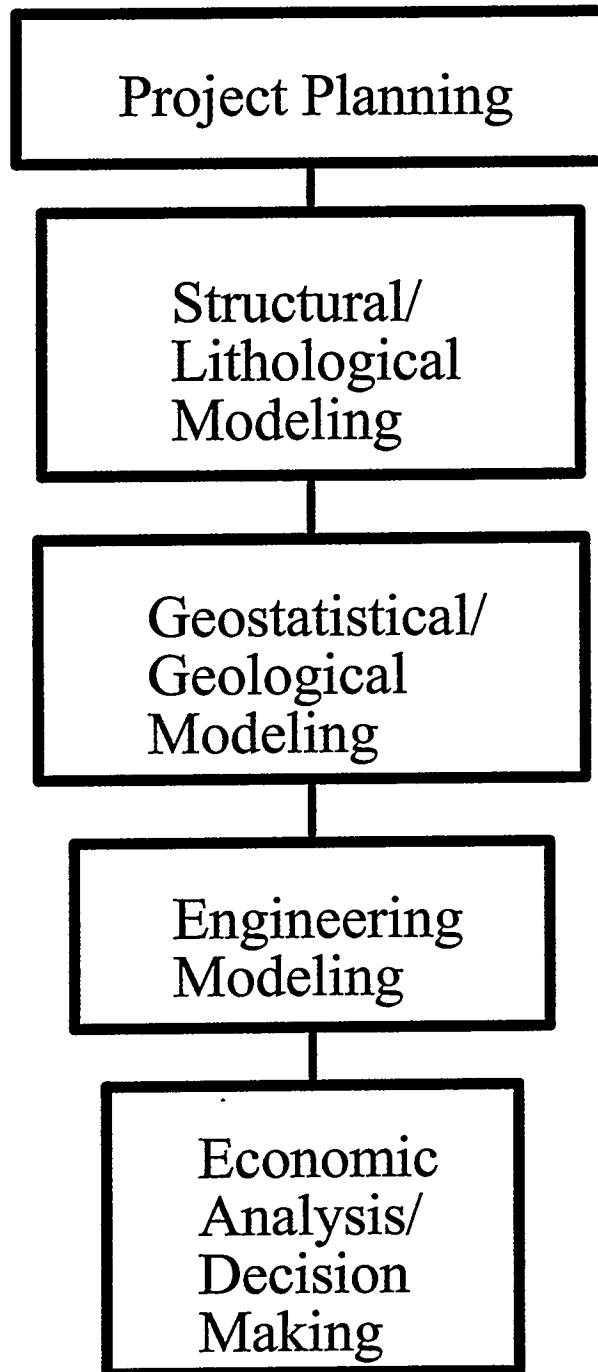 Project Planning
Structural/
Lithological
Modeling
Geostatistical/
Geological
Modeling
Engineering
Modeling
Economic
Analysis/
Decision
Making